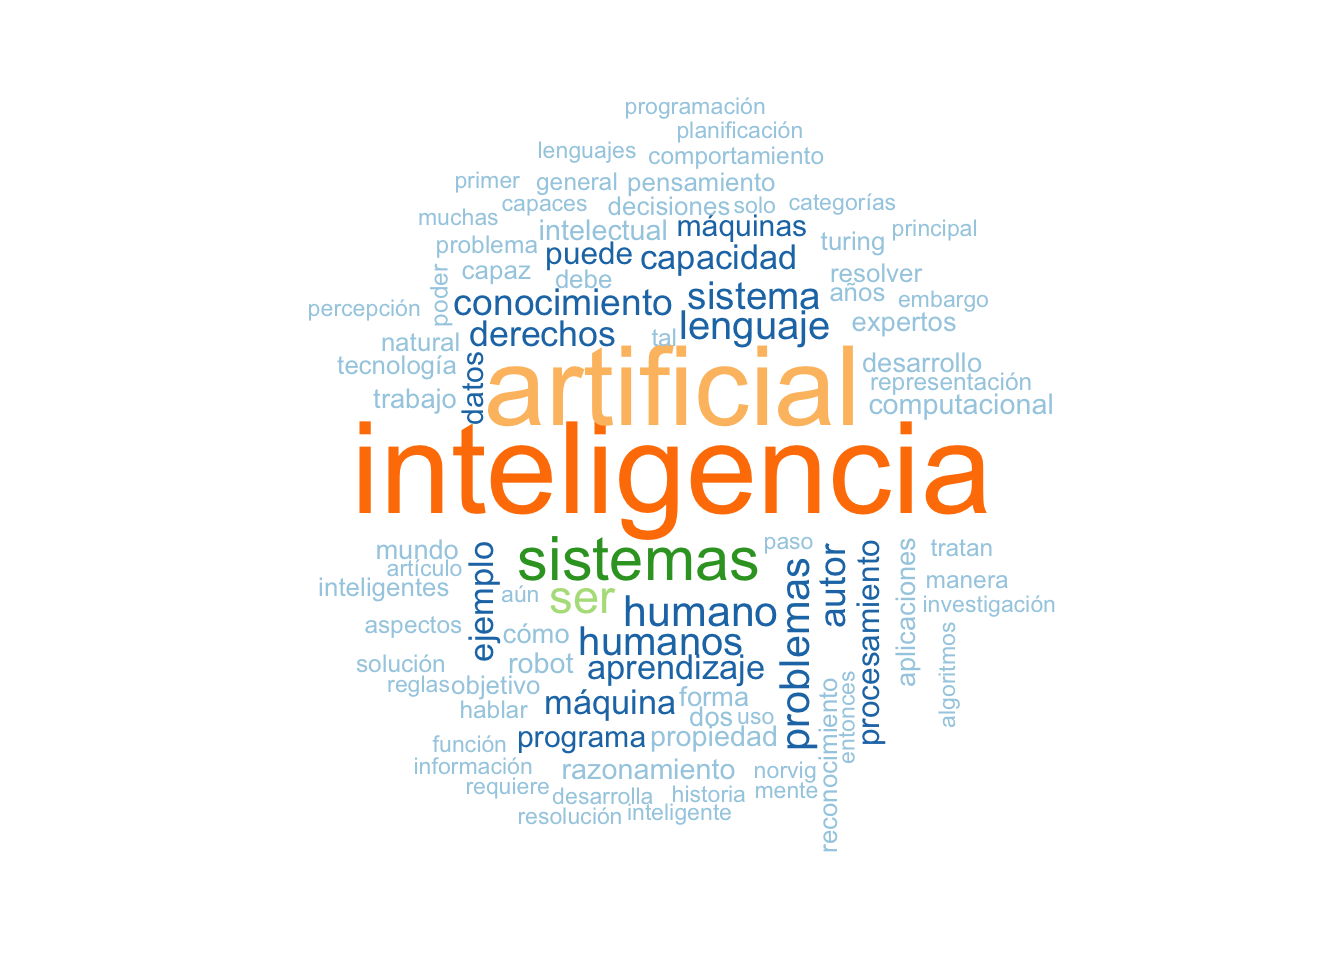 programación
planificación
lenguajes
comportamiento
primer
general
pensamiento
capaces
decisiones
solo
categorías
muchas
intelectual
máquinas
turing
principal
problema
puede
capacidad
capaz
debe
resolver
poder
conocimiento
sistema
años
embargo
percepción
derechos
tal
lenguaje
expertos
natural
tecnología
datos
artificial
desarrollo
representación
trabajo
computacional
inteligencia
mundo
artículo
ejemplo
sistemas
paso
problemas
autor
procesamiento
aplicaciones
tratan
inteligentes
aún
ser
humano
manera
investigación
aspectos
cómo
humanos
algoritmos
solución
robot
aprendizaje
reglas
objetivo
hablar
máquina
forma
dos
uso
reconocimiento
entonces
función
programa
propiedad
información
razonamiento
norvig
requiere
desarrolla
historia
mente
resolución
inteligente